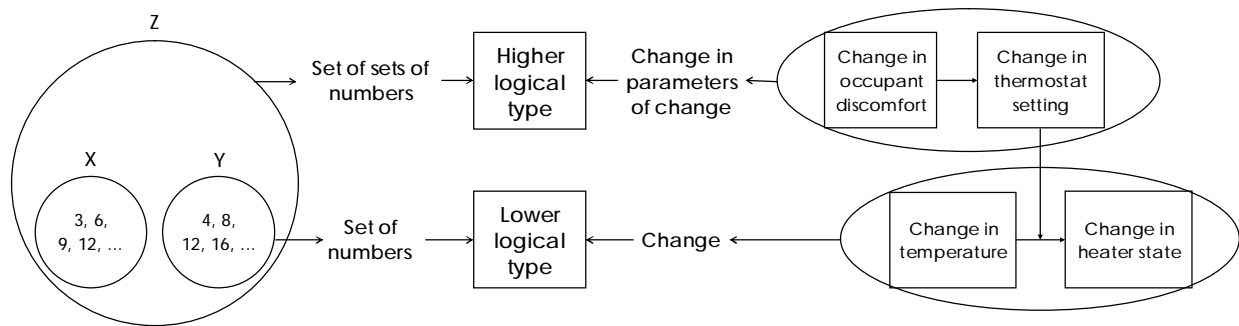 Z
Set of sets of
numbers
Higher
logical
type
Change in
parameters
of change
Change in
occupant
discomfort
Change in
thermostat
setting
X
Y
3, 6,
9, 12, ...
4, 8,
12, 16, ...
Set of
numbers
Lower
logical
type
Change
Change in
temperature
Change in
heater state